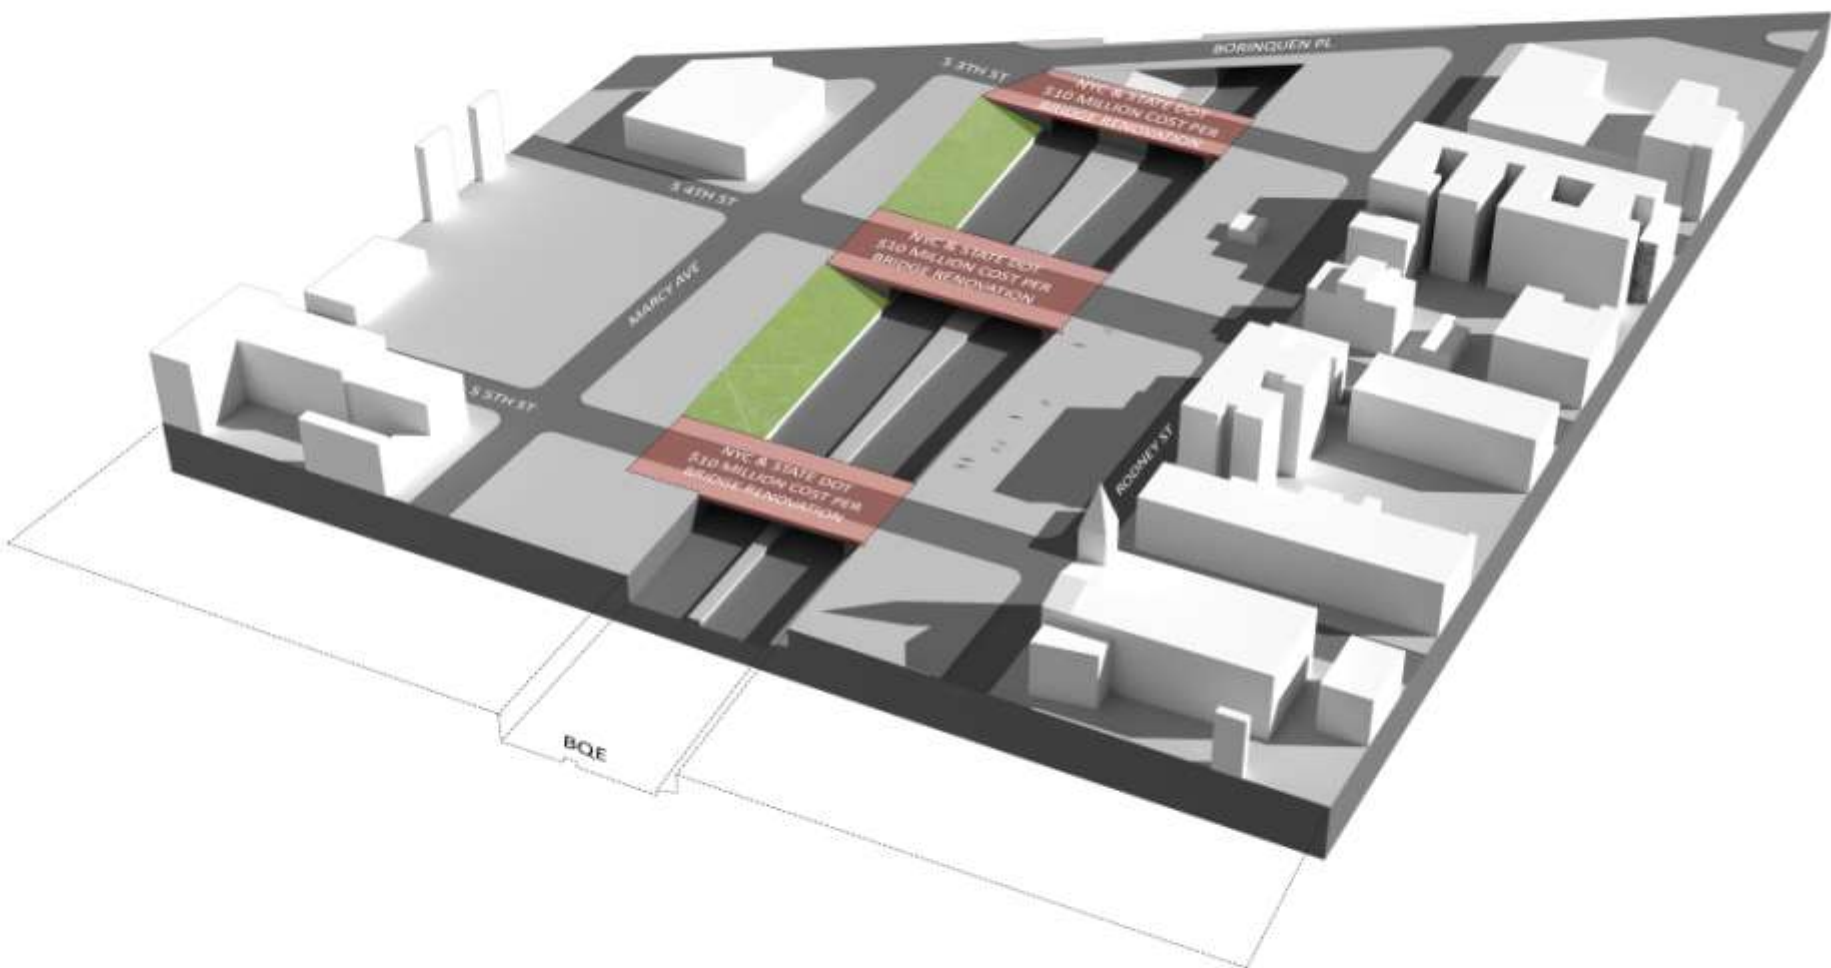 BORINQUEN PL
S 3TH ST
NYC & STATE DOT
$10 MILLION COST PER
BRIDGE RENOVATION
S 4TH ST
NYC & STATE DOT
$10 MILLION COST PER
BRIDGE RENOVATION
MARCY AVE
S 5TH ST
NYC & STATE DOT
$10 MILLION COST PER
BRIDGE RENOVATION
RODNEY ST
BQE